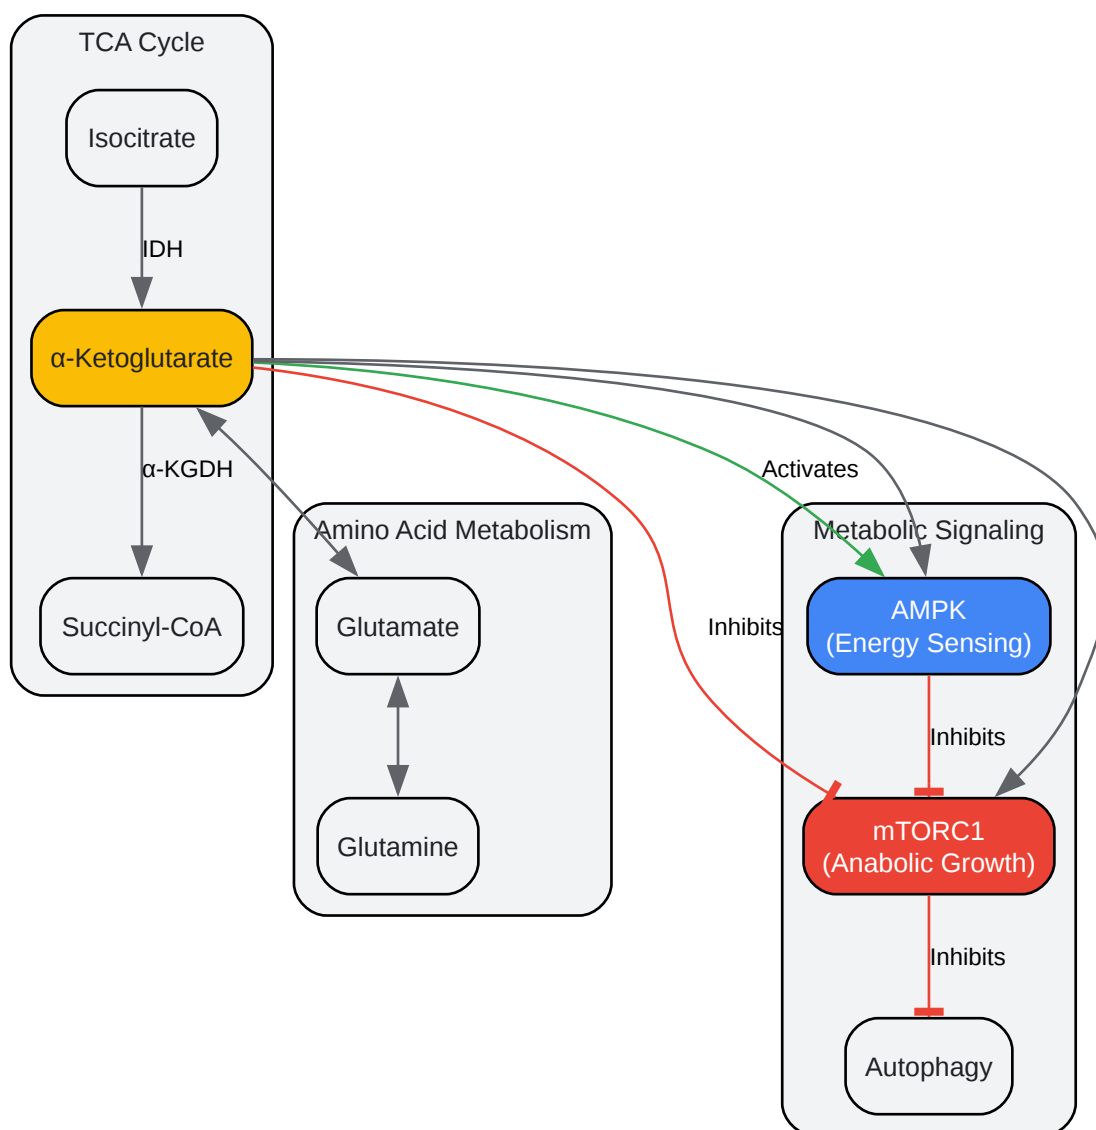 TCA Cycle
Isocitrate
IDH
α-Ketoglutarate
α-KGDH
Activates
Amino Acid Metabolism
Metabolic Signaling
Succinyl-CoA
Glutamate
Inhibits
AMPK
(Energy Sensing)
Inhibits
Glutamine
mTORC1
(Anabolic Growth)
Inhibits
Autophagy